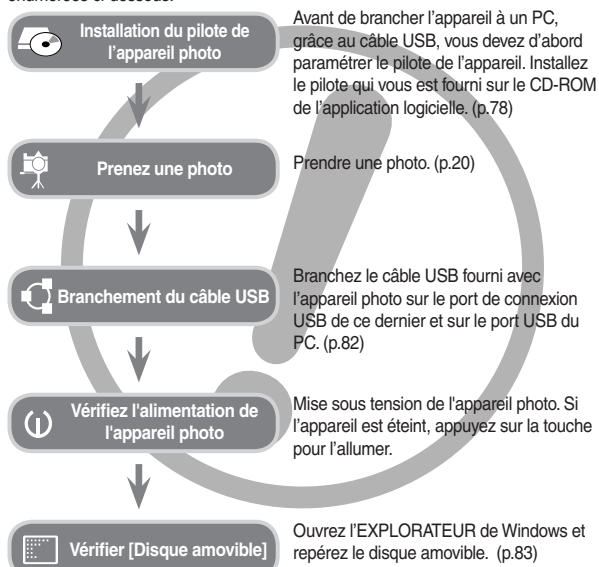 Installation du pilote de
l'appareil photo
Avant de brancher l'appareil à un PC,
grâce au câble USB, vous devez d'abord
paramétrer le pilote de l'appareil. Installez
le pilote qui vous est fourni sur le CD-ROM
de l'application logicielle. (p.78)
Prenez une photo
Prendre une photo. (p.20)
Branchement du câble USB
Branchez le câble USB fourni avec
l'appareil photo sur le port de connexion
USB de ce dernier et sur le port USB du
PC. (p.82)
Vérifiez l'alimentation de
l'appareil photo
Mise sous tension de l'appareil photo. Si
l'appareil est éteint, appuyez sur la touche
pour l'allumer.
Vérifier [Disque amovible]
Ouvrez l'EXPLORATEUR de Windows et
repérez le disque amovible. (p.83)